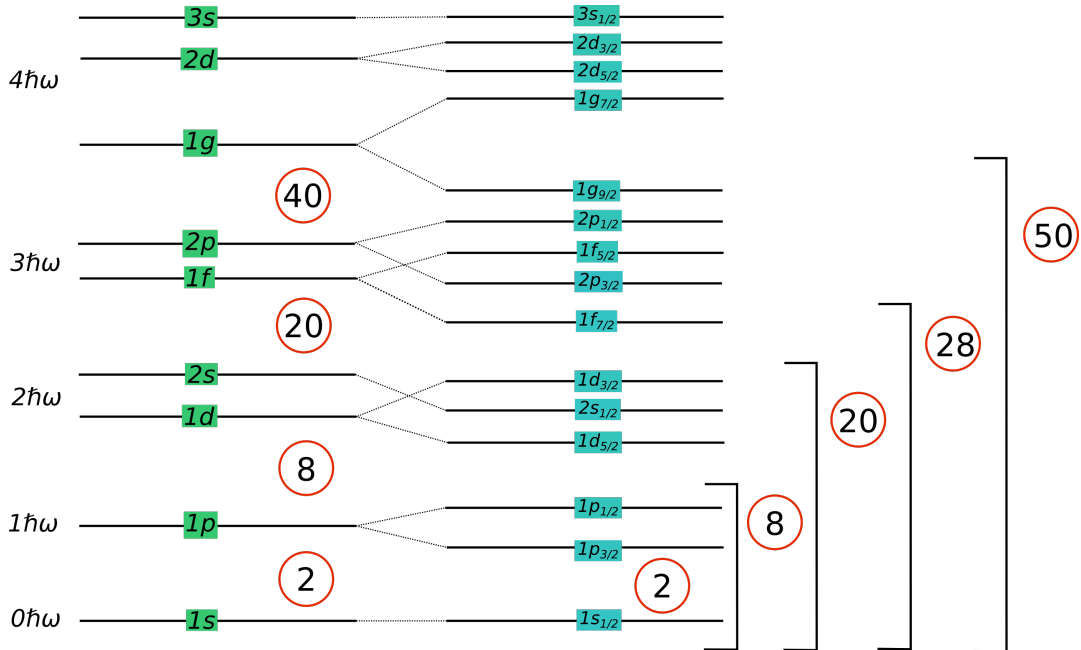 3s
3s1/2
2d3/2
2d
2d5/2
4ħω
1g7/2
1g
40
1g9/2
2p1/2
50
2p
1f5/2
3ħω
1f
2p3/2
1f7/2
20
28
2s
1d3/2
2ħω
2s1/2
1d
20
1d5/2
8
1p1/2
1ħω
1p
8
1p3/2
2
2
0ħω
1s
1s1/2